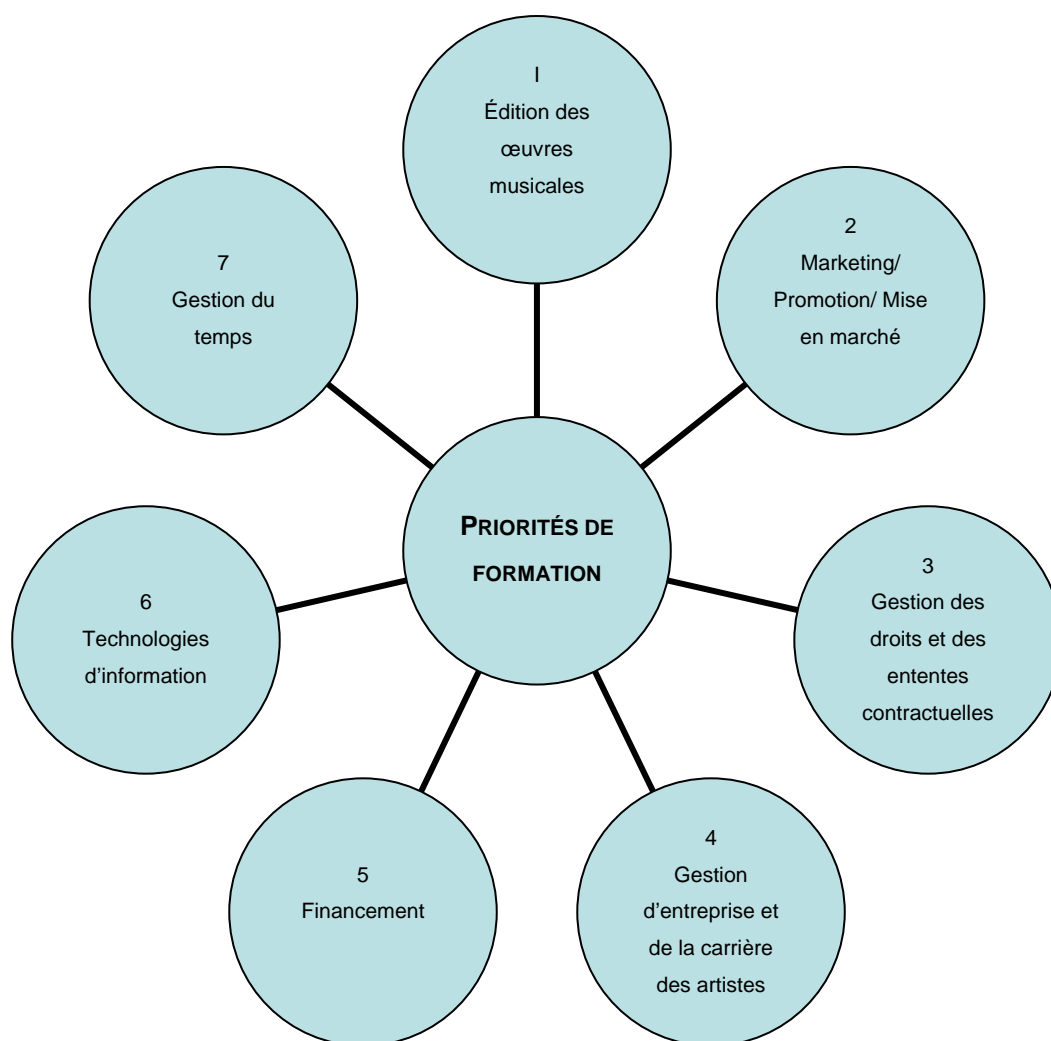 I
Édition des
œuvres
musicales
2
Marketing/
Promotion/ Mise
en marché
3
Gestion des
droits et des
ententes
contractuelles
4
Gestion
d’entreprise et
de la carrière
des artistes
5
Financement
6
Technologies
d’information
7
Gestion du
temps
PRIORITÉS DE
FORMATION